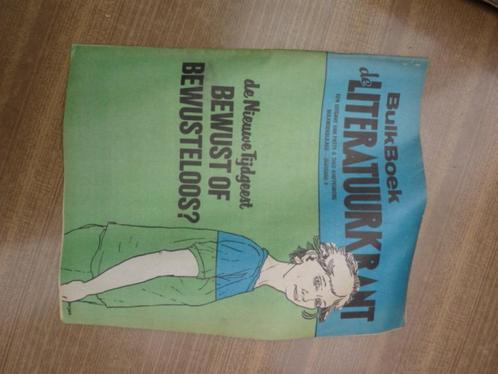 BulkBoek
de LITERATUURKRANT
de Nieuwe Tijdgeest
BEWUST OF
BEWUSTELOOS?